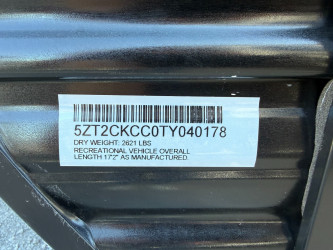 5ZT2CKCC0TY040178
DRY WEIGHT: 2621 LBS
RECREATIONAL VEHICLE OVERALL
LENGTH 17'2" AS MANUFACTURED.